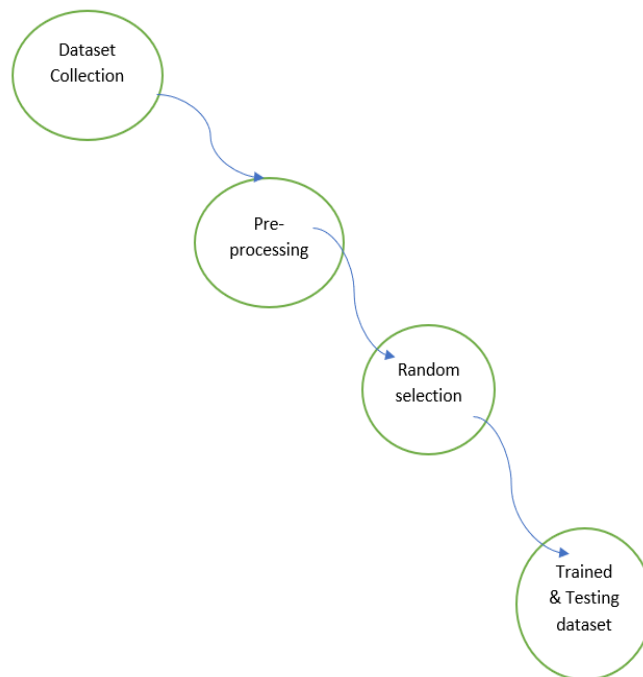 Dataset
Collection
Pre-
processing
Random
selection
Trained
& Testing
dataset